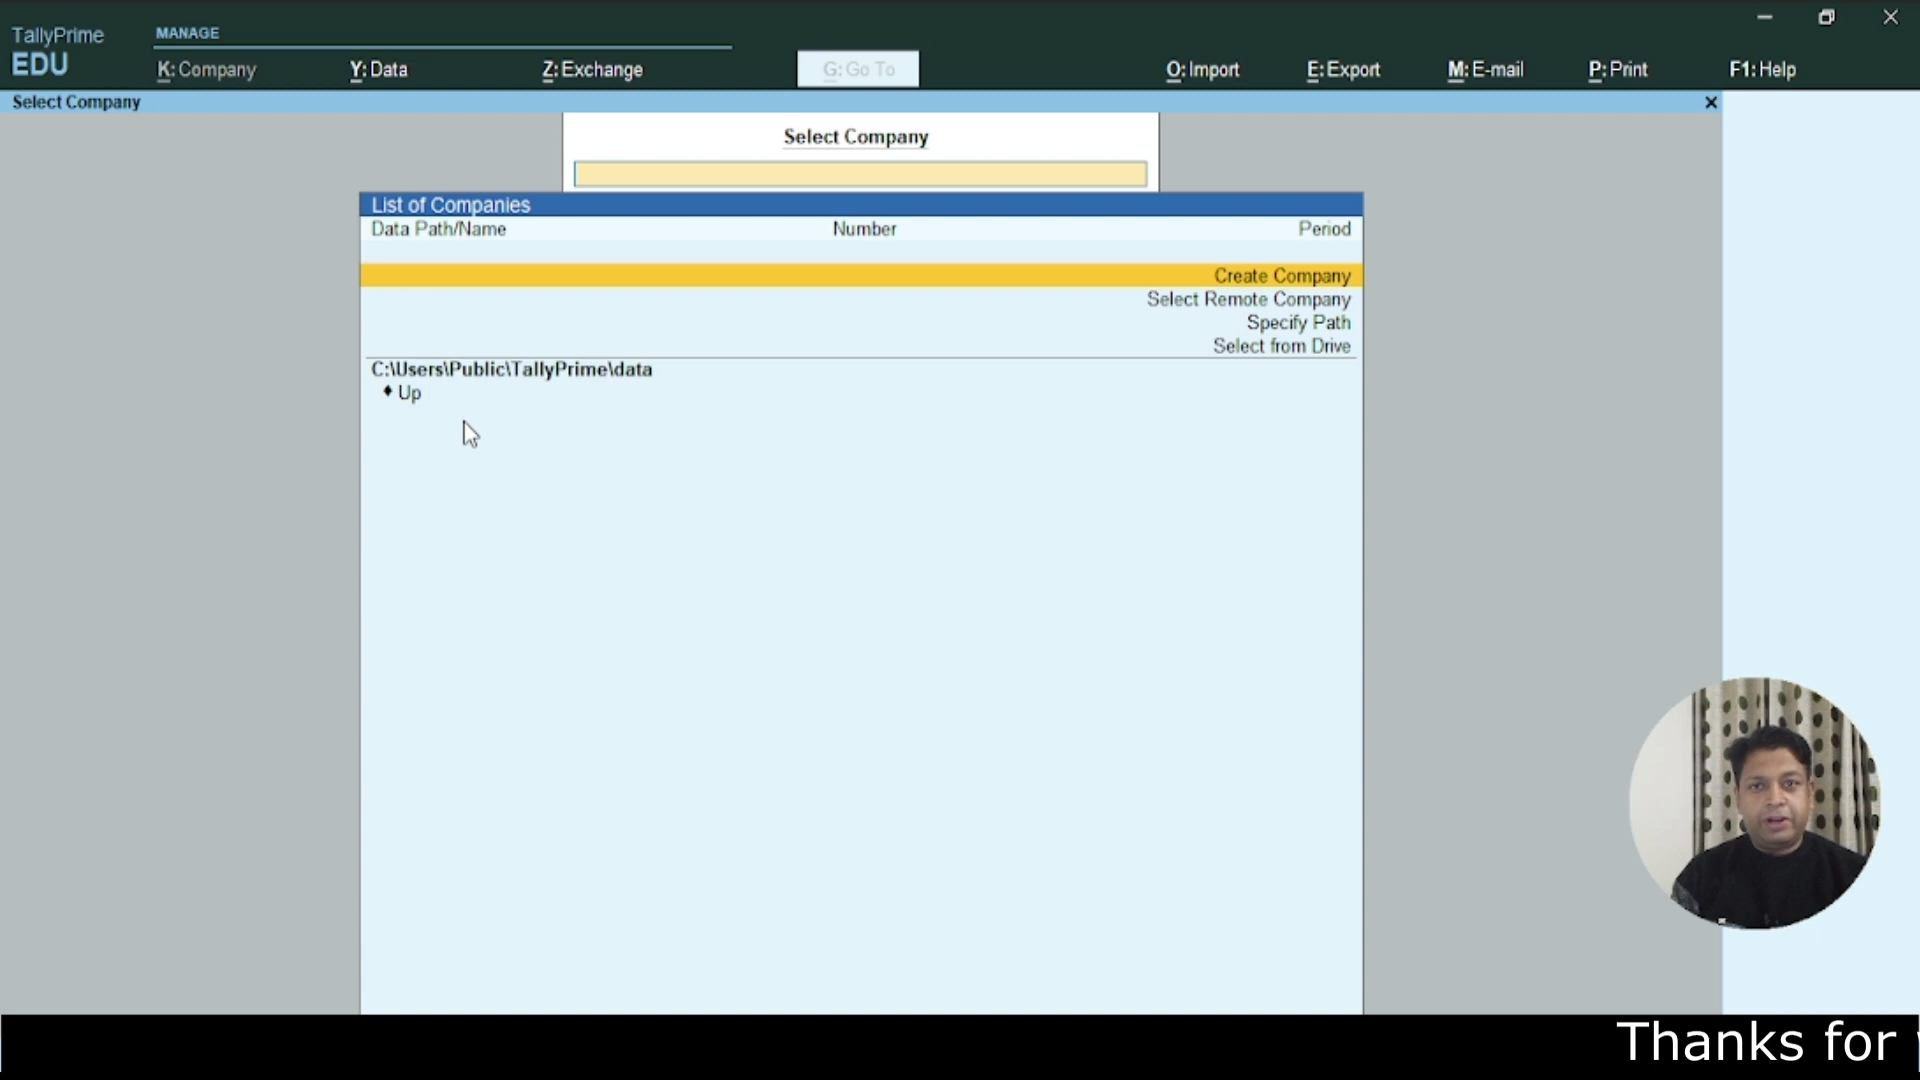 TallyPrime
EDU
MANAGE
K: Company
Y: Data
Z: Exchange
G: Go To
O: Import
E: Export
M: E-mail
P: Print
F1: Help
Select Company
Select Company
List of Companies
Data Path/Name Number Period
Create Company
Select Remote Company
Specify Path
Select from Drive
C:\Users\Public\TallyPrime\data
♦ Up
Thanks for